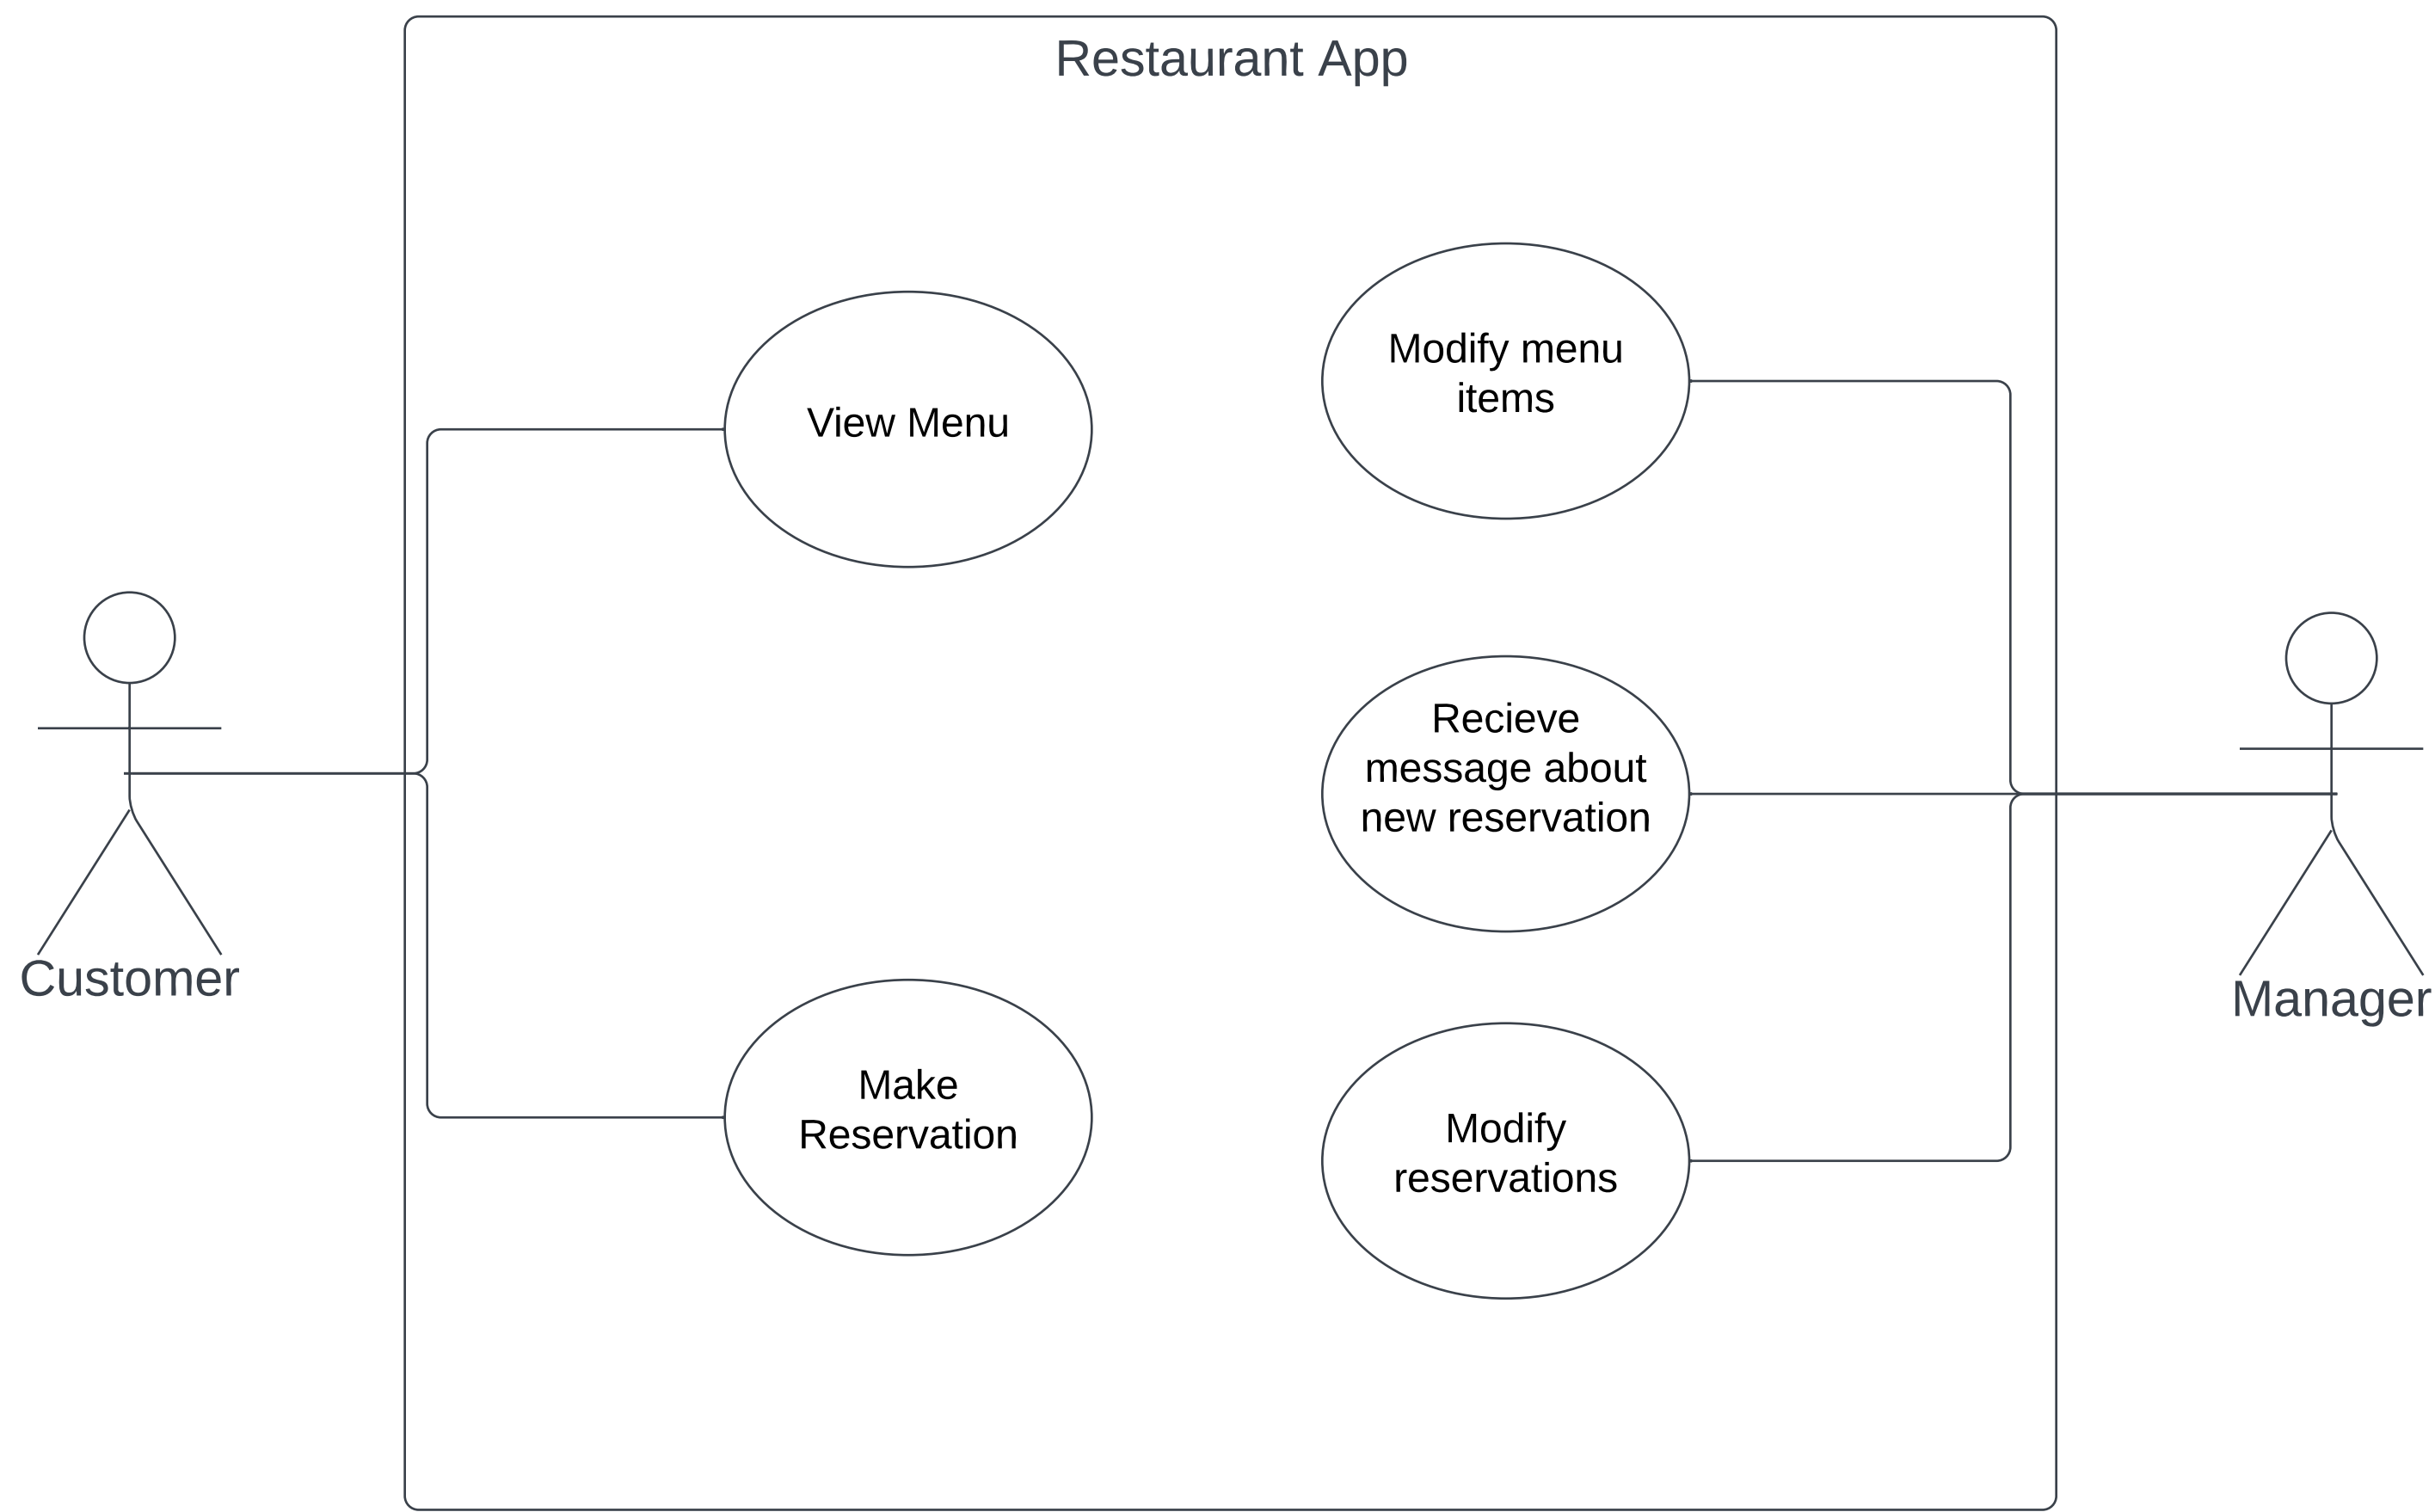 Restaurant App
View Menu
Modify menu
items
Recieve
message about
new reservation
Customer
Manager
Make
Reservation
Modify
reservations